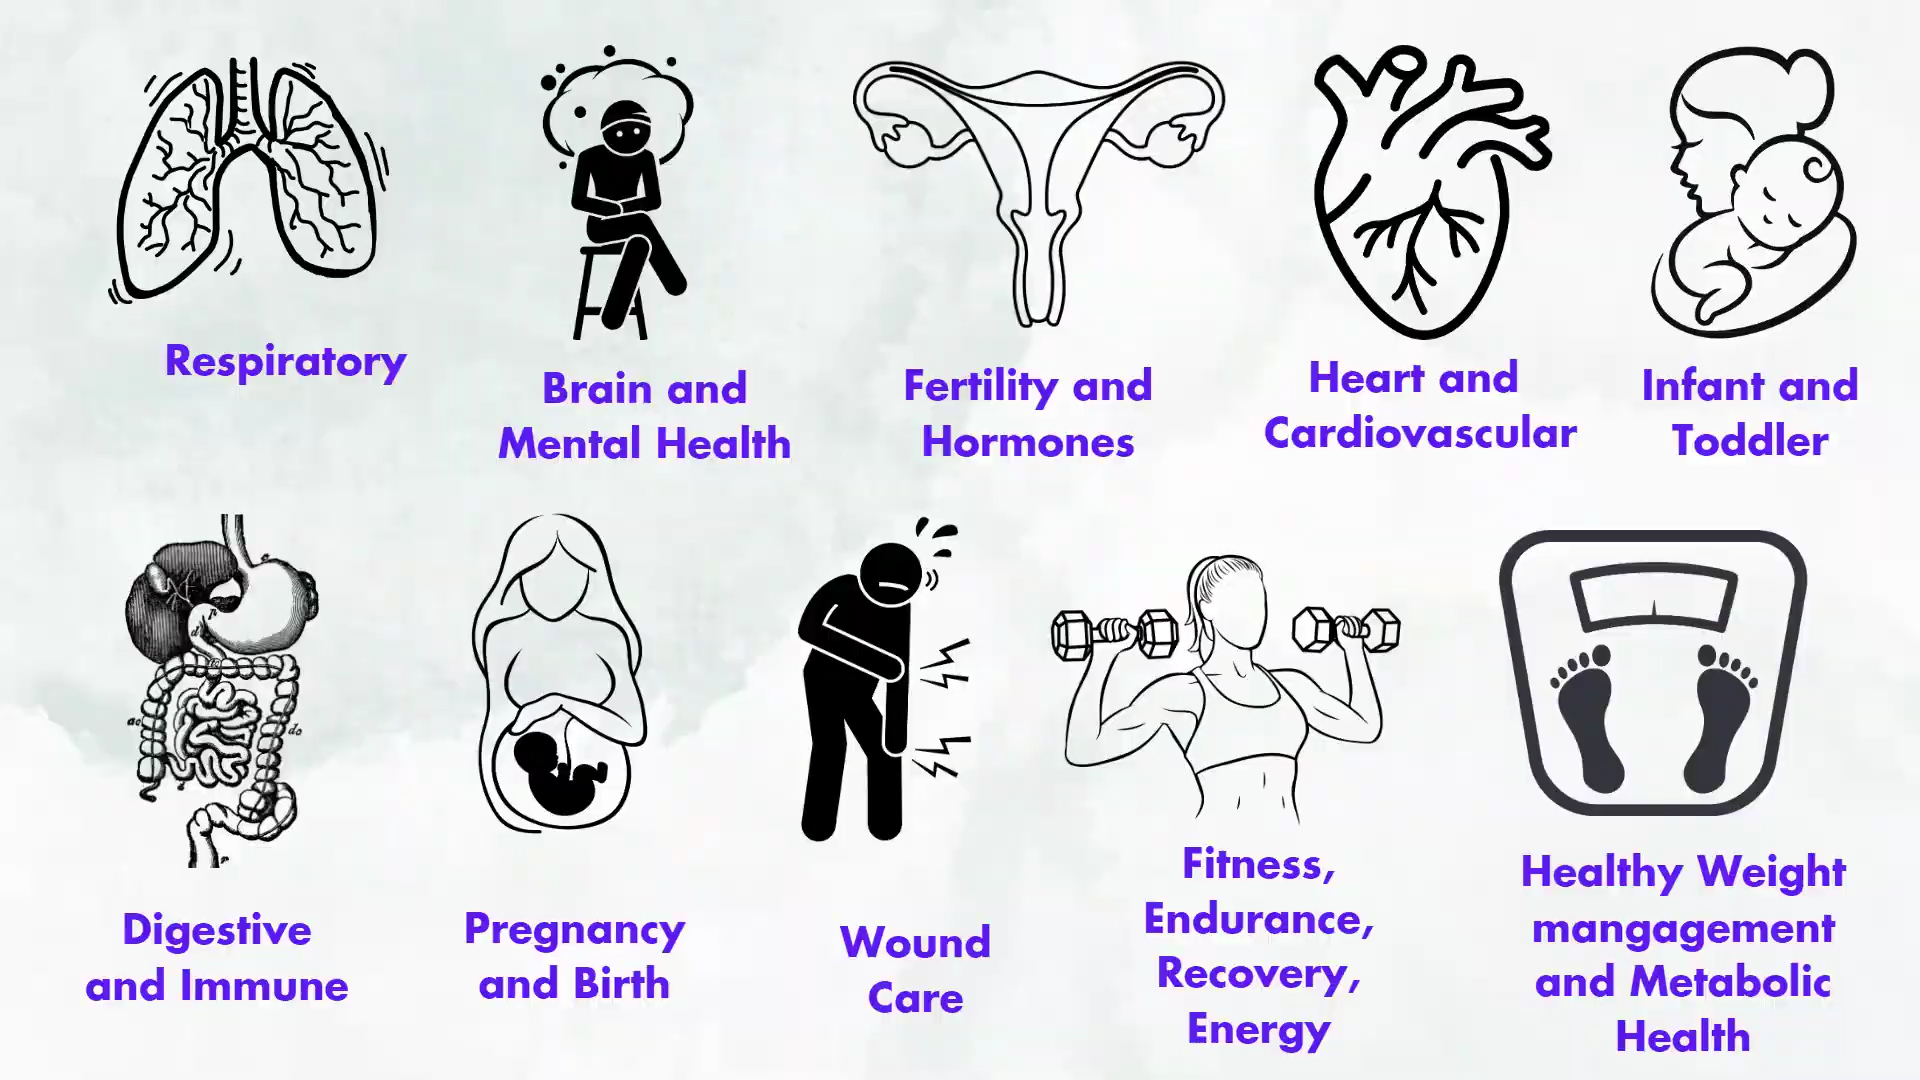 Respiratory
Brain and
Mental Health
Fertility and
Hormones
Heart and
Cardiovascular
Infant and
Toddler
Digestive
and Immune
Pregnancy
and Birth
Wound
Care
Fitness,
Endurance,
Recovery,
Energy
Healthy Weight
mangagement
and Metabolic
Health